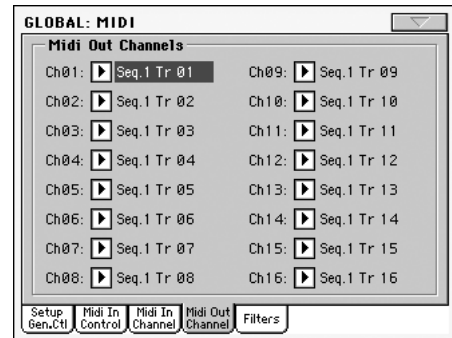 GLOBAL: MIDI
Midi Out Channels
Ch01: Seq.1 Tr 01
Ch02: Seq.1 Tr 02
Ch03: Seq.1 Tr 03
Ch04: Seq.1 Tr 04
Ch05: Seq.1 Tr 05
Ch06: Seq.1 Tr 06
Ch07: Seq.1 Tr 07
Ch08: Seq.1 Tr 08
Ch09: Seq.1 Tr 09
Ch10: Seq.1 Tr 10
Ch11: Seq.1 Tr 11
Ch12: Seq.1 Tr 12
Ch13: Seq.1 Tr 13
Ch14: Seq.1 Tr 14
Ch15: Seq.1 Tr 15
Ch16: Seq.1 Tr 16
Setup
Gen.Ctl
Midi In
Control
Midi In
Channel
Midi Out
Channel
Filters